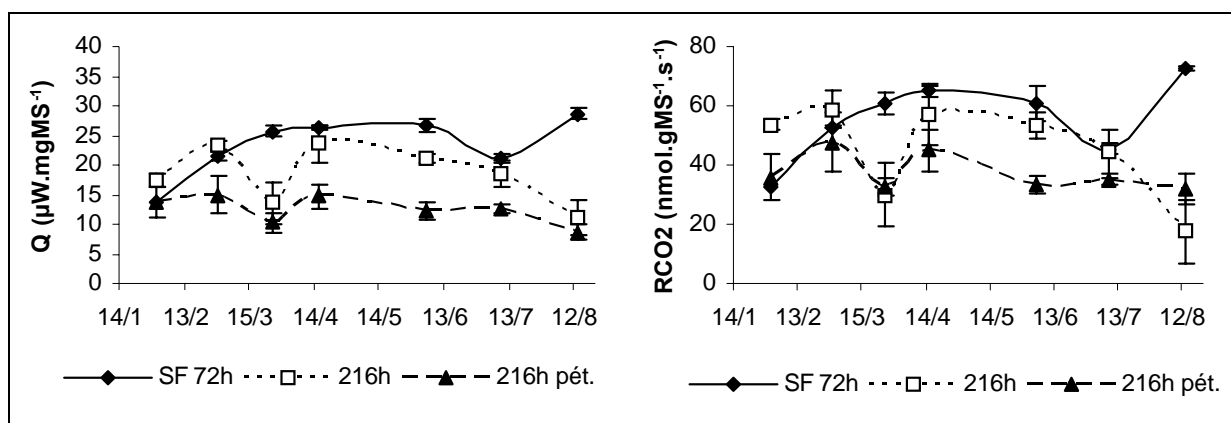 Q (µW.mgMS⁻¹)
40
35
30
25
20
15
10
5
0
14/1 13/2 15/3 14/4 14/5 13/6 13/7 12/8
SF 72h 216h 216h pét.
RCO2 (nmol.gMS⁻¹.s⁻¹)
80
60
40
20
0
14/1 13/2 15/3 14/4 14/5 13/6 13/7 12/8
SF 72h 216h 216h pét.